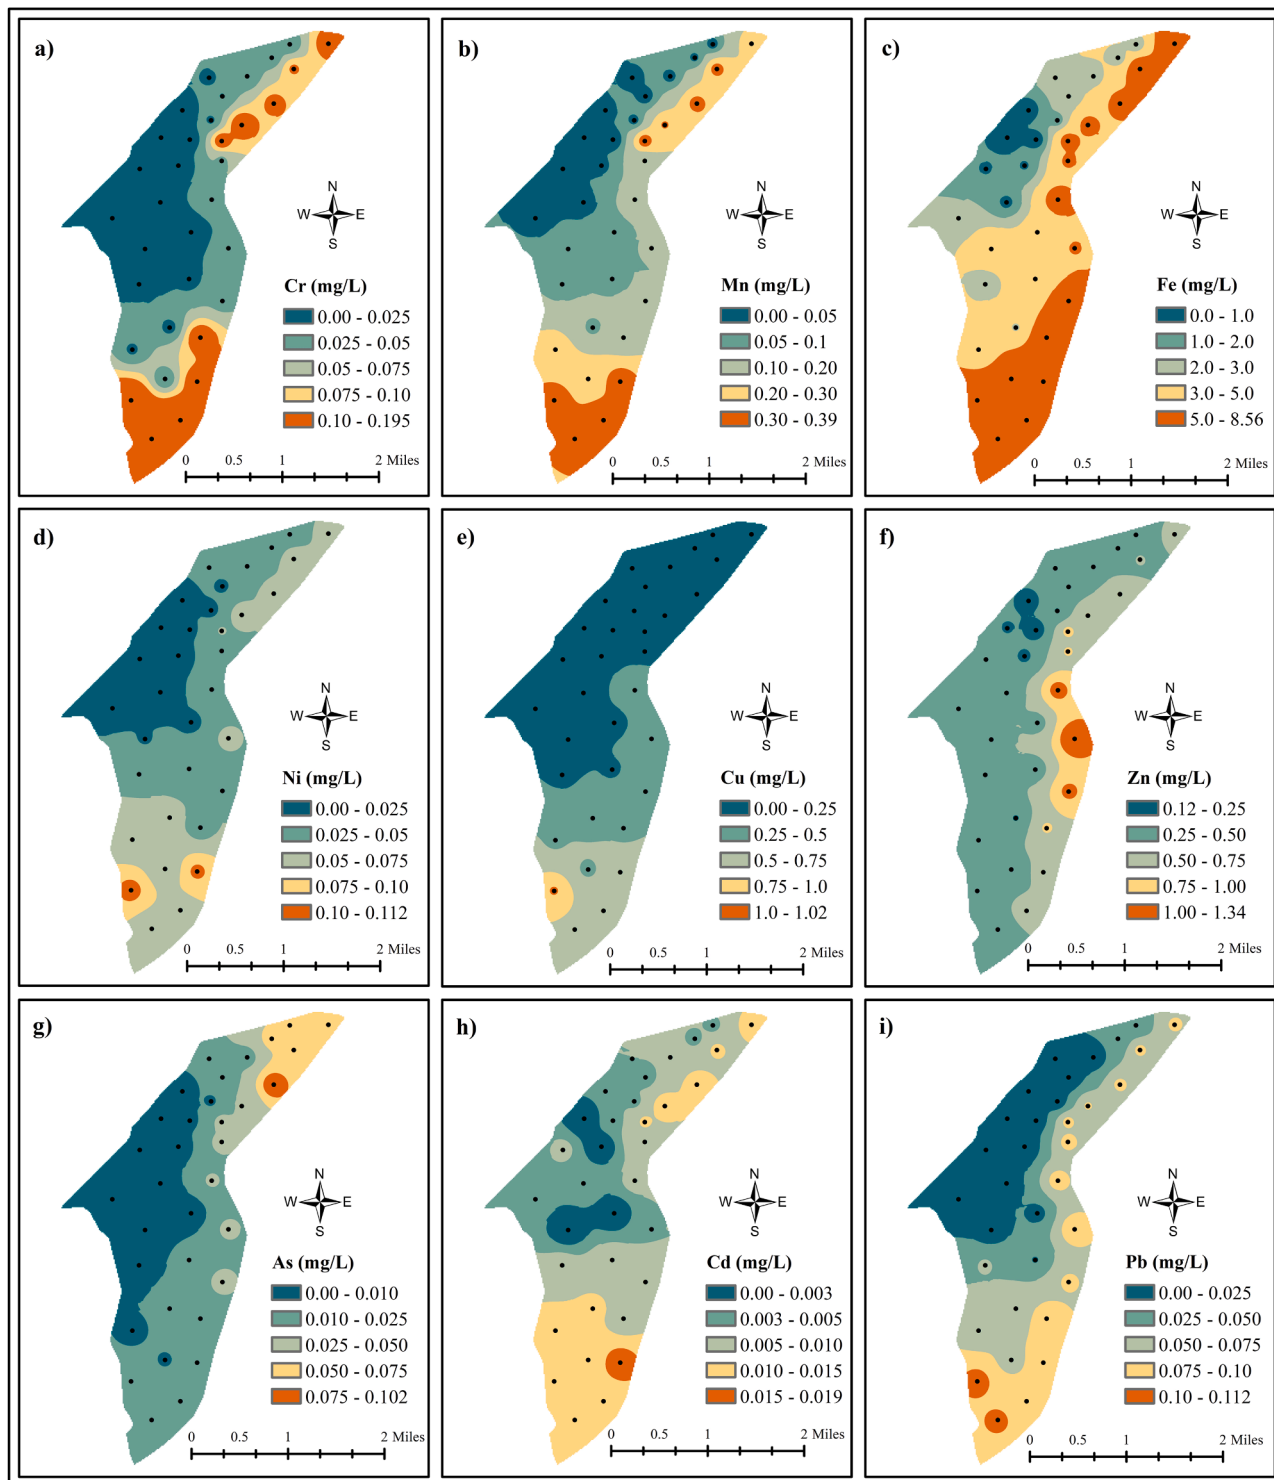 a)
N
W E
S
Cr (mg/L)
0.00 - 0.025
0.025 - 0.05
0.05 - 0.075
0.075 - 0.10
0.10 - 0.195
0 0.5 1 2 Miles
b)
N
W E
S
Mn (mg/L)
0.00 - 0.05
0.05 - 0.1
0.10 - 0.20
0.20 - 0.30
0.30 - 0.39
0 0.5 1 2 Miles
c)
N
W E
S
Fe (mg/L)
0.0 - 1.0
1.0 - 2.0
2.0 - 3.0
3.0 - 5.0
5.0 - 8.56
0 0.5 1 2 Miles
d)
N
W E
S
Ni (mg/L)
0.00 - 0.025
0.025 - 0.05
0.05 - 0.075
0.075 - 0.10
0.10 - 0.112
0 0.5 1 2 Miles
e)
N
W E
S
Cu (mg/L)
0.00 - 0.25
0.25 - 0.5
0.5 - 0.75
0.75 - 1.0
1.0 - 1.02
0 0.5 1 2 Miles
f)
N
W E
S
Zn (mg/L)
0.12 - 0.25
0.25 - 0.50
0.50 - 0.75
0.75 - 1.00
1.00 - 1.34
0 0.5 1 2 Miles
g)
N
W E
S
As (mg/L)
0.00 - 0.010
0.010 - 0.025
0.025 - 0.050
0.050 - 0.075
0.075 - 0.102
0 0.5 1 2 Miles
h)
N
W E
S
Cd (mg/L)
0.00 - 0.003
0.003 - 0.005
0.005 - 0.010
0.010 - 0.015
0.015 - 0.019
0 0.5 1 2 Miles
i)
N
W E
S
Pb (mg/L)
0.00 - 0.025
0.025 - 0.050
0.050 - 0.075
0.075 - 0.10
0.10 - 0.112
0 0.5 1 2 Miles